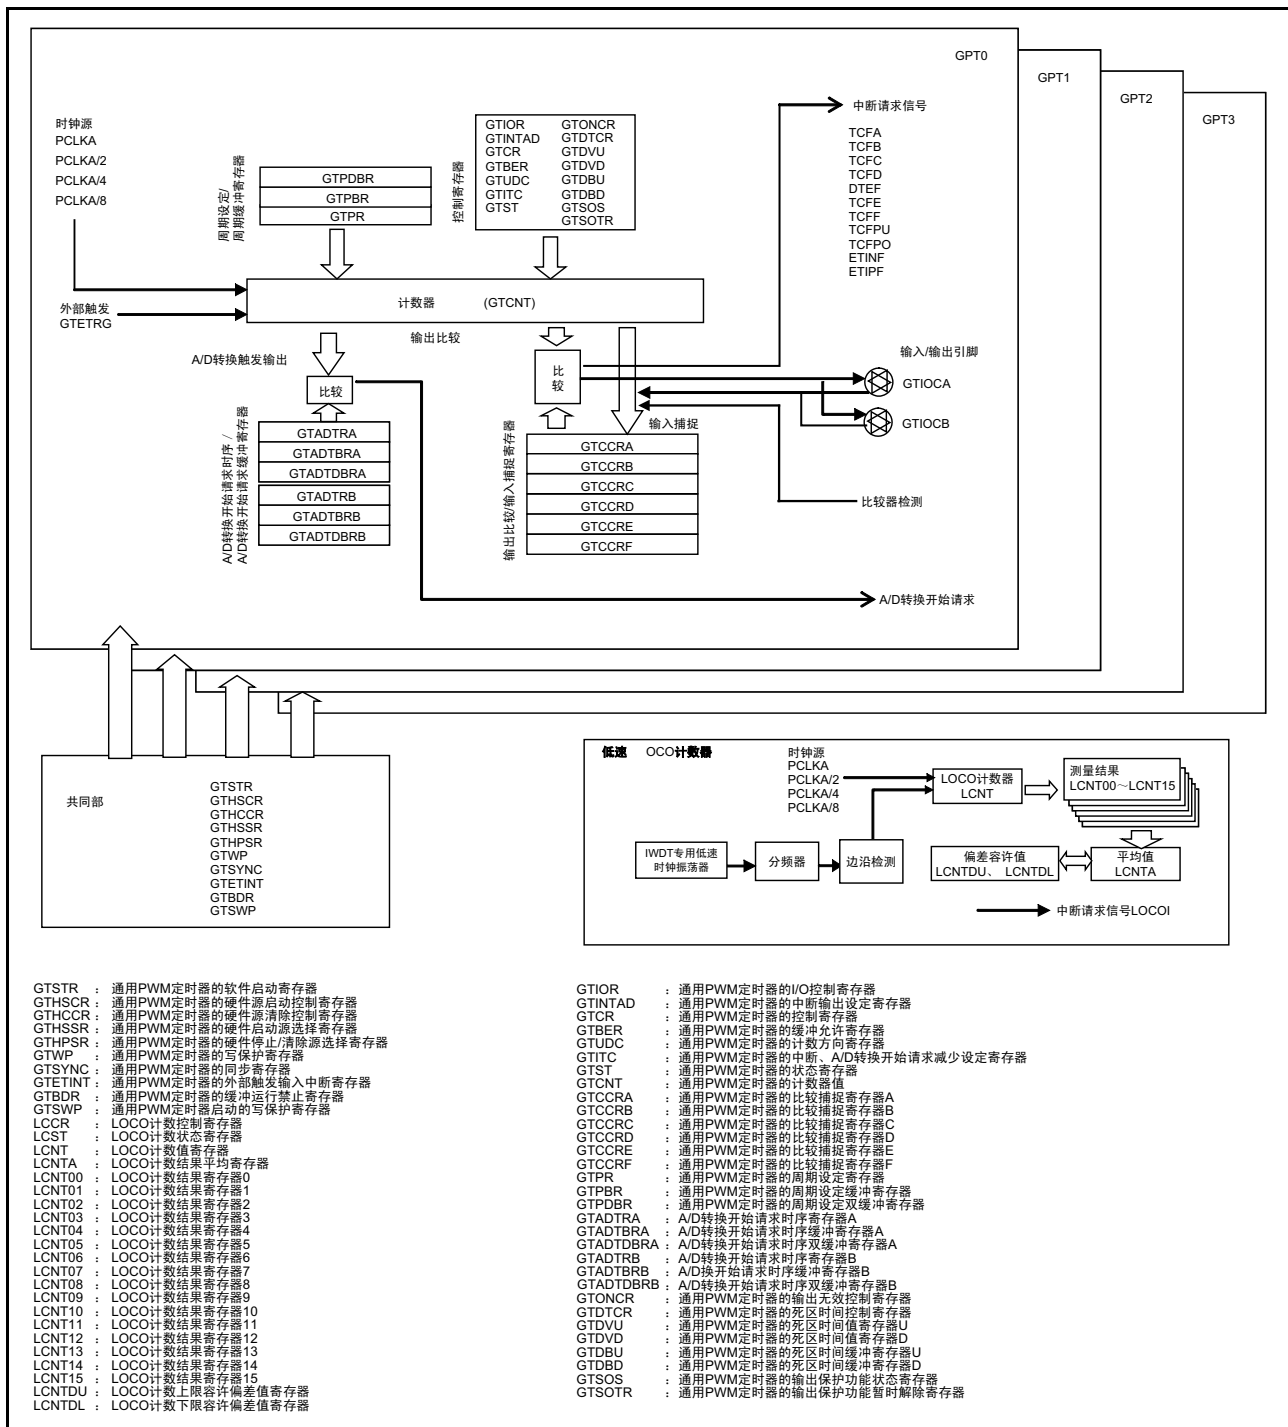 GPT0
GPT1
GPT2
GPT3
时钟源
PCLKA
PCLKA/2
PCLKA/4
PCLKA/8
外部触发
GTETRG
周期设定/
周期缓冲寄存器
GTPDBR
GTPBR
GTPR
控制寄存器
GTIOR GTONCR
GTINTAD GTDTCR
GTCR GTDVU
GTBER GTDVD
GTUDC GTDBU
GTITC GTDBD
GTST GTSOS
GTSOTR
计数器 (GTCNT)
中断请求信号
TCFA
TCFB
TCFC
TCFD
DTEF
TCFE
TCFF
TCFPU
TCFPO
ETINF
ETIPF
A/D转换触发输出
输出比较
比较
比
较
输入/输出引脚
GTIOCA
GTIOCB
输入捕捉
A/D转换开始请求时序 /
A/D转换开始请求缓冲寄存器
GTADTRA
GTADTBRA
GTADTDBRA
GTADTRB
GTADTBRB
GTADTDBRB
输出比较/输入捕捉寄存器
GTCCRA
GTCCRB
GTCCRC
GTCCRD
GTCCRE
GTCCRF
比较器检测
A/D转换开始请求
共同部
GTSTR
GTHSCR
GTHCCR
GTHSSR
GTHPSR
GTWP
GTSYNC
GTETINT
GTBDR
GTSWP
低速 OCO计数器
时钟源
PCLKA
PCLKA/2
PCLKA/4
PCLKA/8
LOCO计数器
LCNT
测量结果
LCNT00～LCNT15
IWDT专用低速
时钟振荡器
分频器
边沿检测
偏差容许值
LCNTDU、 LCNTDL
平均值
LCNTA
中断请求信号LOCOI
GTSTR : 通用PWM定时器的软件启动寄存器
GTHSCR : 通用PWM定时器的硬件源启动控制寄存器
GTHCCR : 通用PWM定时器的硬件源清除控制寄存器
GTHSSR : 通用PWM定时器的硬件启动源选择寄存器
GTHPSR : 通用PWM定时器的硬件停止/清除源选择寄存器
GTWP : 通用PWM定时器的写保护寄存器
GTSYNC : 通用PWM定时器的同步寄存器
GTETINT : 通用PWM定时器的外部触发输入中断寄存器
GTBDR : 通用PWM定时器的缓冲运行禁止寄存器
GTSWP : 通用PWM定时器启动的写保护寄存器
LCCR : LOCO计数控制寄存器
LCST : LOCO计数状态寄存器
LCNT : LOCO计数值寄存器
LCNTA : LOCO计数结果平均寄存器
LCNT00 : LOCO计数结果寄存器0
LCNT01 : LOCO计数结果寄存器1
LCNT02 : LOCO计数结果寄存器2
LCNT03 : LOCO计数结果寄存器3
LCNT04 : LOCO计数结果寄存器4
LCNT05 : LOCO计数结果寄存器5
LCNT06 : LOCO计数结果寄存器6
LCNT07 : LOCO计数结果寄存器7
LCNT08 : LOCO计数结果寄存器8
LCNT09 : LOCO计数结果寄存器9
LCNT10 : LOCO计数结果寄存器10
LCNT11 : LOCO计数结果寄存器11
LCNT12 : LOCO计数结果寄存器12
LCNT13 : LOCO计数结果寄存器13
LCNT14 : LOCO计数结果寄存器14
LCNT15 : LOCO计数结果寄存器15
LCNTDU : LOCO计数上限容许偏差值寄存器
LCNTDL : LOCO计数下限容许偏差值寄存器
GTIOR : 通用PWM定时器的I/O控制寄存器
GTINTAD : 通用PWM定时器的中断输出设定寄存器
GTCR : 通用PWM定时器的控制寄存器
GTBER : 通用PWM定时器的缓冲允许寄存器
GTUDC : 通用PWM定时器的计数方向寄存器
GTITC : 通用PWM定时器的中断、A/D转换开始请求减少设定寄存器
GTST : 通用PWM定时器的状态寄存器
GTCNT : 通用PWM定时器的计数器值
GTCCRA : 通用PWM定时器的比较捕捉寄存器A
GTCCRB : 通用PWM定时器的比较捕捉寄存器B
GTCCRC : 通用PWM定时器的比较捕捉寄存器C
GTCCRD : 通用PWM定时器的比较捕捉寄存器D
GTCCRE : 通用PWM定时器的比较捕捉寄存器E
GTCCRF : 通用PWM定时器的比较捕捉寄存器F
GTPR : 通用PWM定时器的周期设定寄存器
GTPBR : 通用PWM定时器的周期设定缓冲寄存器
GTPDBR : 通用PWM定时器的周期设定双缓冲寄存器
GTADTRA : A/D转换开始请求时序寄存器A
GTADTBRA : A/D转换开始请求时序缓冲寄存器A
GTADTDBRA : A/D转换开始请求时序双缓冲寄存器A
GTADTRB : A/D转换开始请求时序寄存器B
GTADTBRB : A/D换开始请求时序缓冲寄存器B
GTADTDBRB : A/D转换开始请求时序双缓冲寄存器B
GTONCR : 通用PWM定时器的输出无效控制寄存器
GTDTCR : 通用PWM定时器的死区时间控制寄存器
GTDVU : 通用PWM定时器的死区时间值寄存器U
GTDVD : 通用PWM定时器的死区时间值寄存器D
GTDBU : 通用PWM定时器的死区时间缓冲寄存器U
GTDBD : 通用PWM定时器的死区时间缓冲寄存器D
GTSOS : 通用PWM定时器的输出保护功能状态寄存器
GTSOTR : 通用PWM定时器的输出保护功能暂时解除寄存器